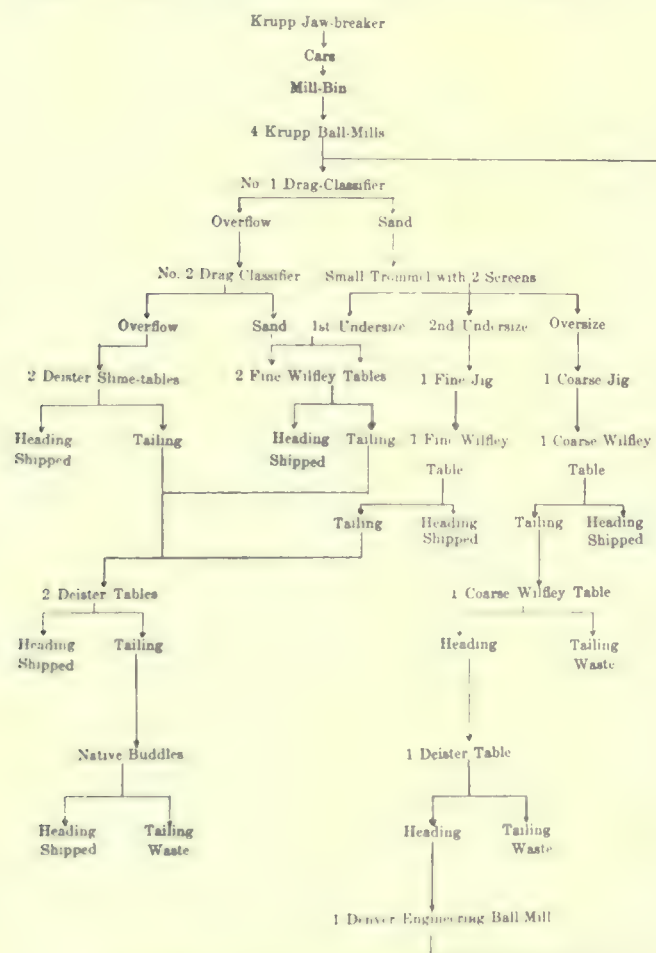 Krupp Jaw-breaker
Cars
Mill-Bin
4 Krupp Ball-Mills
No. 1 Drag-Classifier
Overflow Sand
No. 2 Drag Classifier Small Trommel with 2 Screens
Overflow Sand 1st Undersize 2nd Undersize Oversize
2 Deister Slime-tables 2 Fine Wilfley Tables 1 Fine Jig 1 Coarse Jig
Heading Tailing Heading Tailing 1 Fine Wilfley 1 Coarse Wilfley
Shipped Shipped
Table Table
Tailing Heading Tailing Heading
Shipped Shipped
2 Deister Tables 1 Coarse Wilfley Table
Heading Tailing Heading Tailing
Shipped Waste
Native Buddles 1 Deister Table
Heading Tailing Heading Tailing
Shipped Waste Waste
1 Denver Engineering Ball Mill